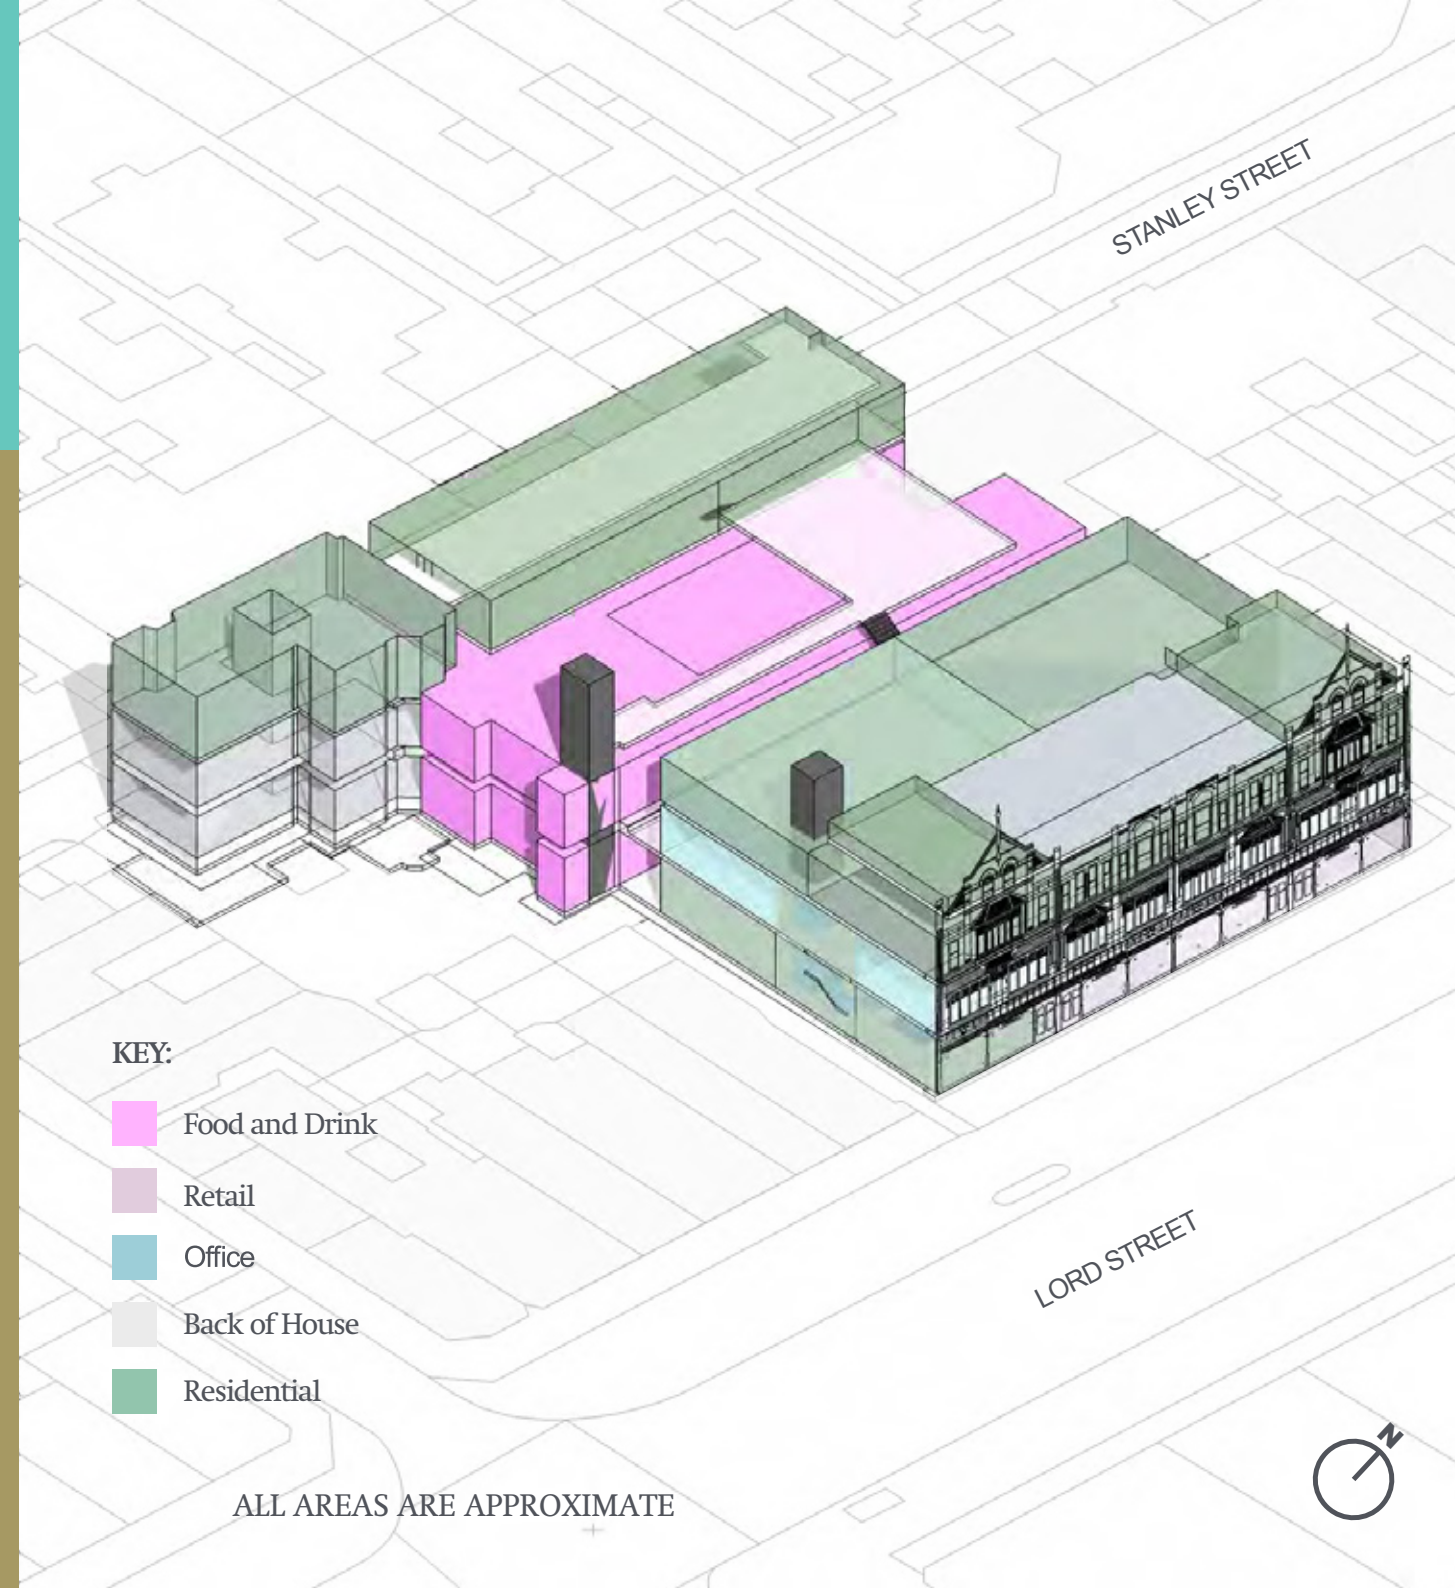 STANLEY STREET
KEY:
Food and Drink
Retail
Office
Back of House
Residential
LORD STREET
N
ALL AREAS ARE APPROXIMATE